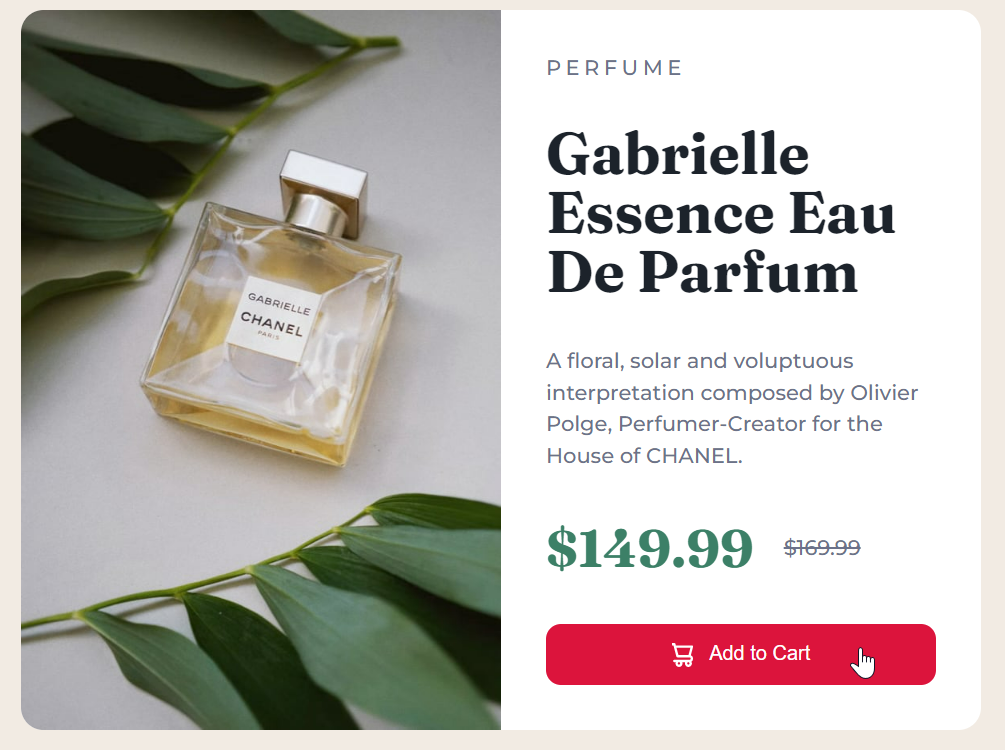 GABRIELLE
CHANEL
PARIS
PERFUME
Gabrielle
Essence Eau
De Parfum
A floral, solar and voluptuous
interpretation composed by Olivier
Polge, Perfumer-Creator for the
House of CHANEL.
$149.99 $169.99
Add to Cart